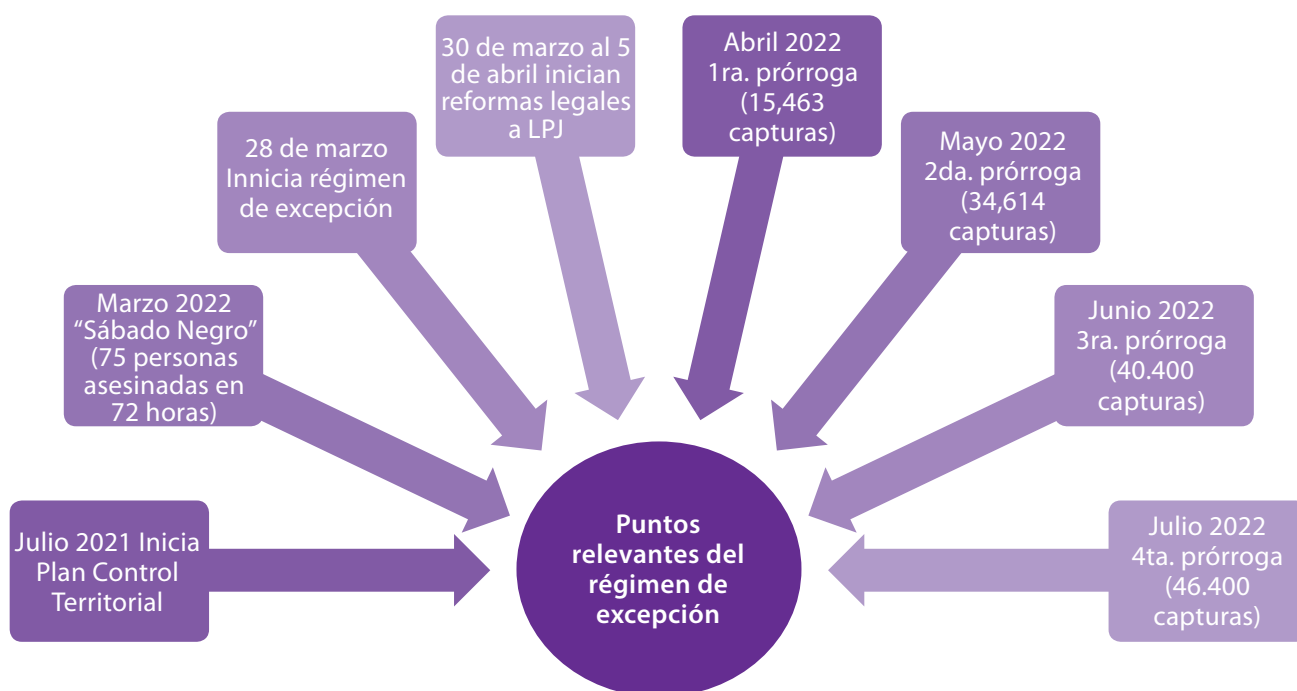 Julio 2021 Inicia
Plan Control
Territorial
Marzo 2022
“Sábado Negro”
(75 personas
asesinadas en
72 horas)
28 de marzo
Innicia régimen
de excepción
30 de marzo al 5
de abril inician
reformas legales
a LPJ
Abril 2022
1ra. prórroga
(15,463
capturas)
Mayo 2022
2da. prórroga
(34,614
capturas)
Junio 2022
3ra. prórroga
(40.400
capturas)
Julio 2022
4ta. prórroga
(46.400
capturas)
Puntos
relevantes del
régimen de
excepción